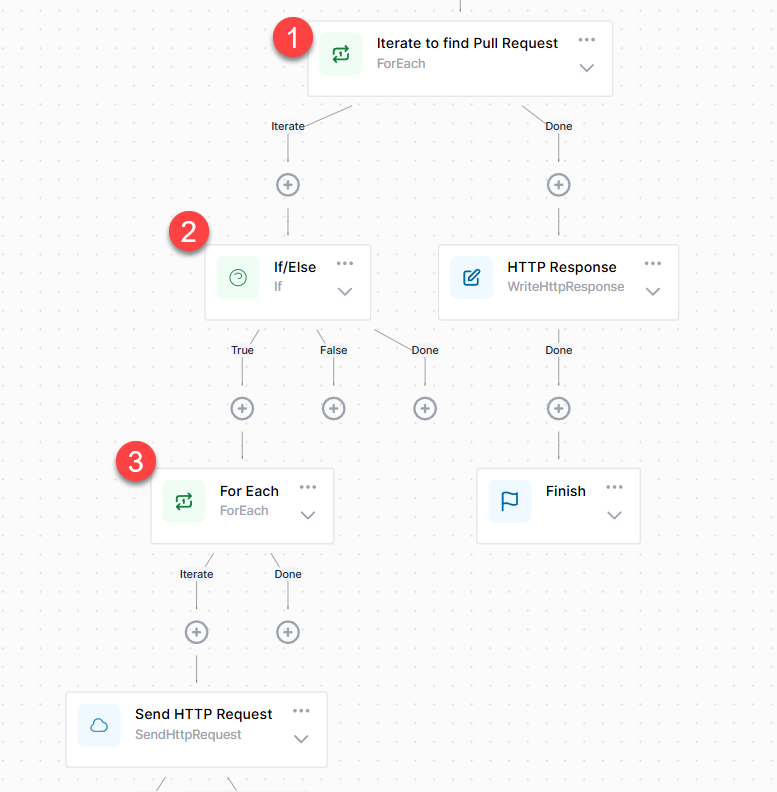 1
Iterate to find Pull Request
ForEach
Iterate
Done
2
If/Else
If
HTTP Response
WriteHttpResponse
True
False
Done
Done
3
For Each
ForEach
Finish
Iterate
Done
Send HTTP Request
SendHttpRequest